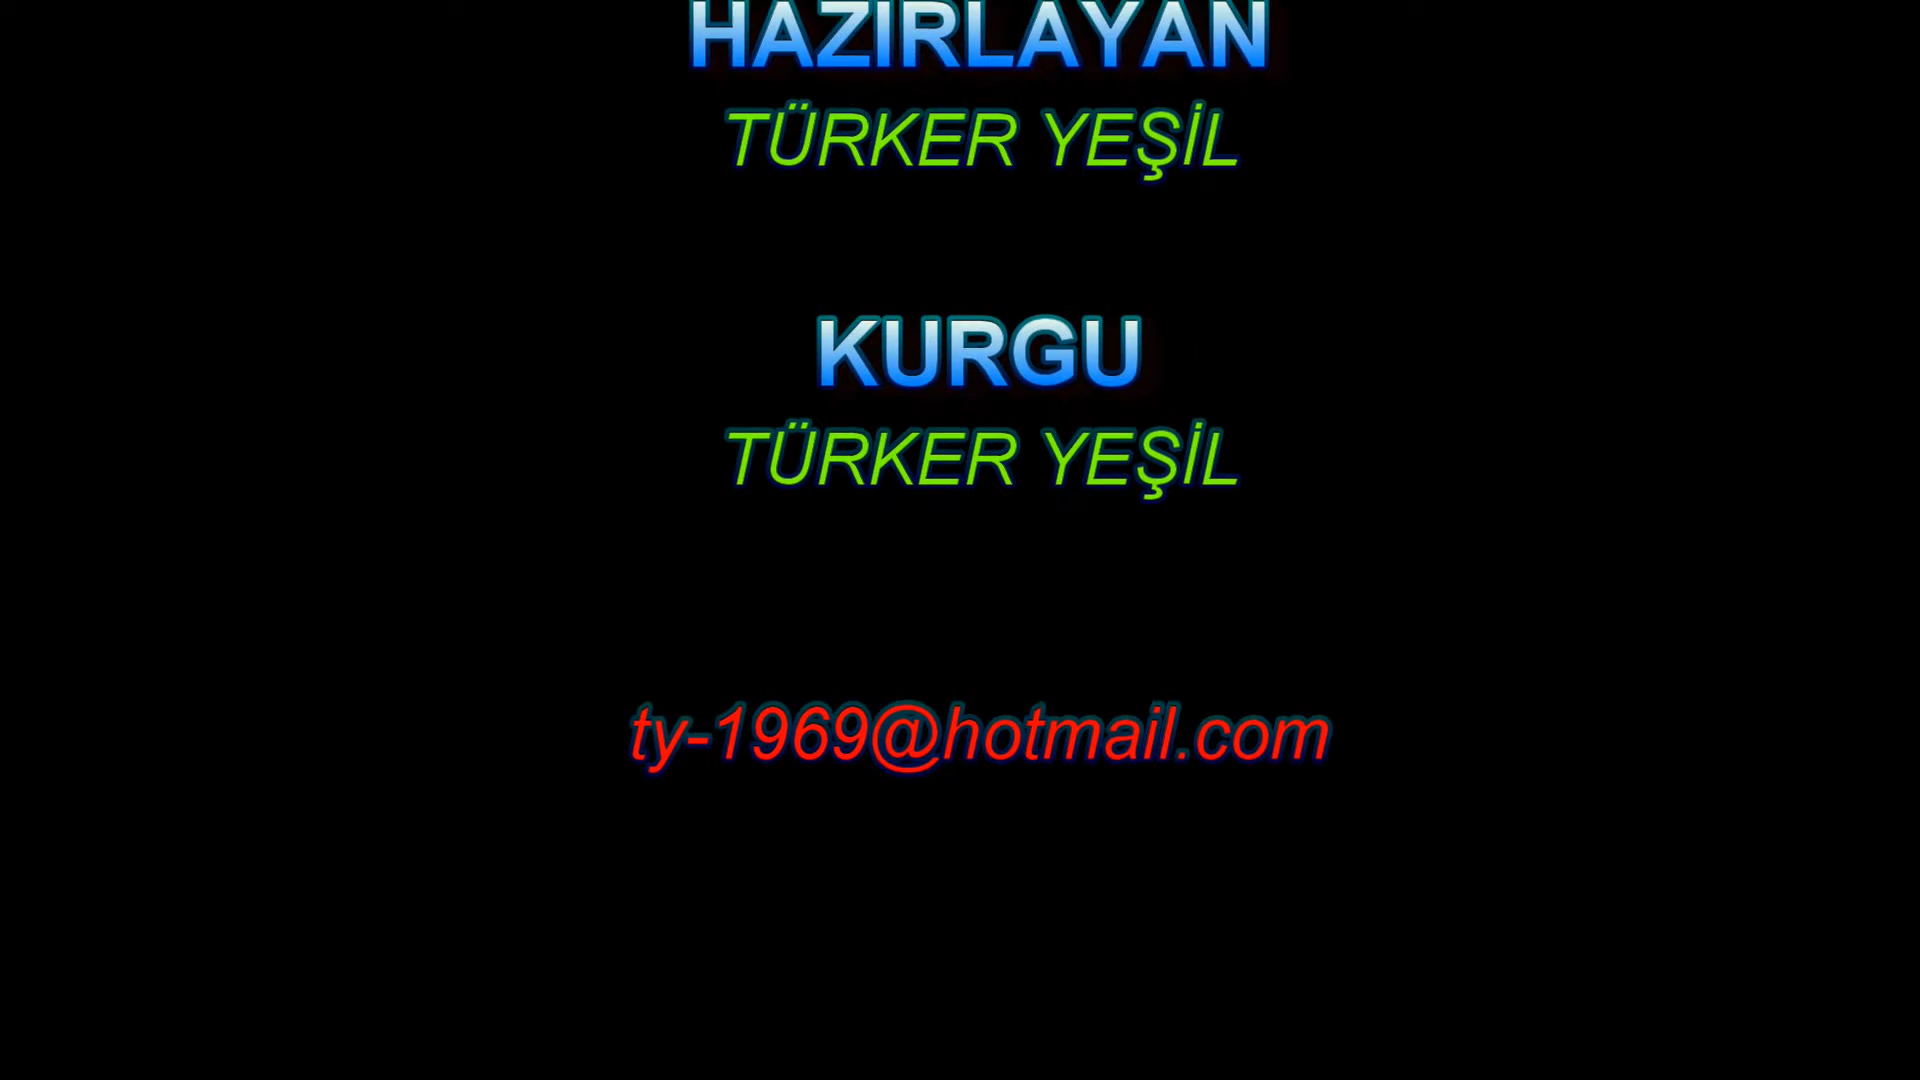 HAZIRLAYAN
TÜRKER YEŞİL
KURGU
TÜRKER YEŞİL
ty-1969@hotmail.com